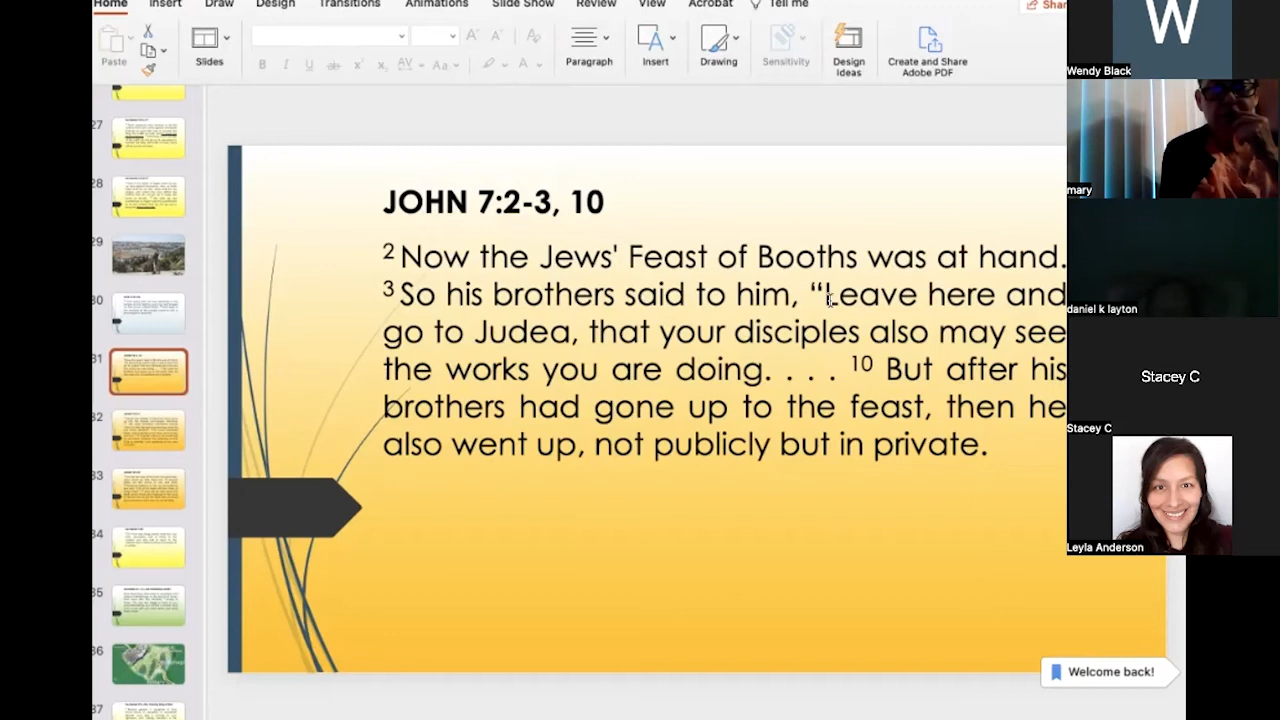 Home Insert Draw Design Transitions Animations Slide Show Review View Acrobat Tell me
Shar
Paste
Slides
Paragraph
Insert
Drawing
Sensitivity
Design
Ideas
Create and Share
Adobe PDF
27
28
29
30
31
32
33
34
35
36
37
JOHN 7:2-3, 10
2 Now the Jews' Feast of Booths was at hand.
3 So his brothers said to him, “Leave here and
go to Judea, that your disciples also may see
the works you are doing. . . . 10 But after his
brothers had gone up to the feast, then he
also went up, not publicly but in private.
Welcome back!
W
Wendy Black
mary
daniel k layton
Stacey C
Stacey C
Leyla Anderson